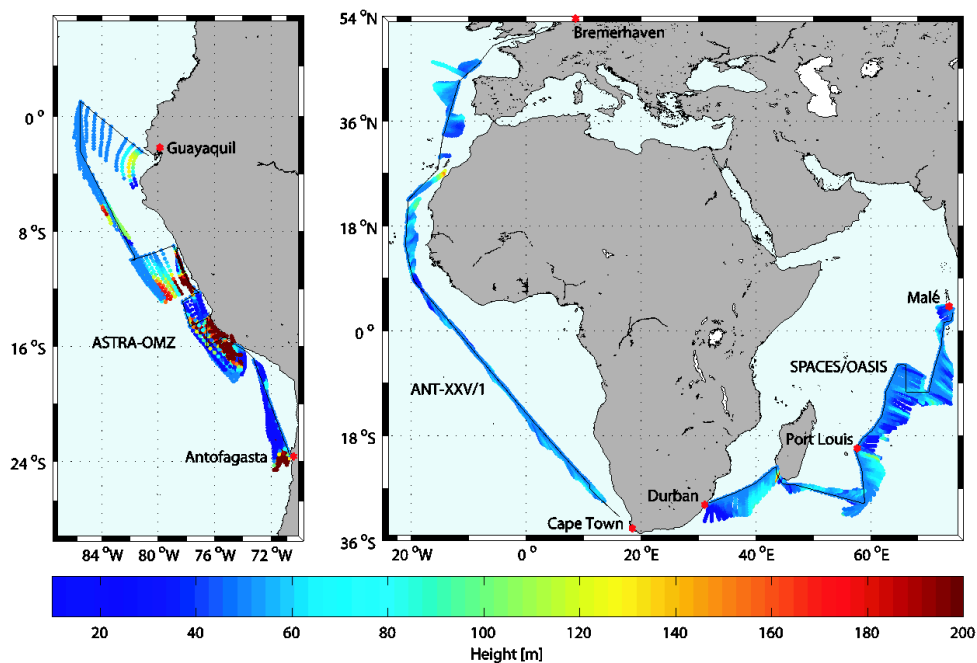 54 °N
Bremerhaven
0 °
Guayaquil
36 °N
8 °S
18 °N
Malé
ASTRA-OMZ
0 °
16 °S
SPACES/OASIS
ANT-XXV/1
18 °S
Port Louis
Antofagasta
24 °S
Durban
Cape Town
36 °S
84 °W 80 °W 76 °W 72 °W
20 °W 0 ° 20 °E 40 °E 60 °E
20 40 60 80 100 120 140 160 180 200
Height [m]